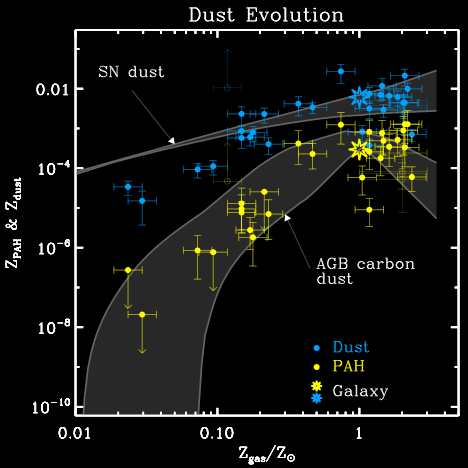 Dust Evolution
SN dust
0.01
10⁻⁴
10⁻⁶
10⁻⁸
10⁻¹⁰
Z_PAH & Z_dust
AGB carbon
dust
Dust
PAH
Galaxy
0.01
0.10
1
Z_gas/Z_⊙